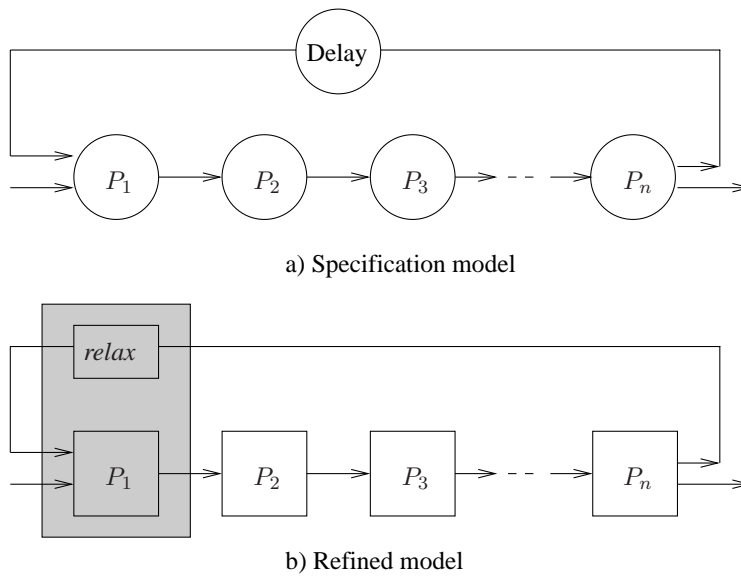 Delay
P₁ P₂ P₃ Pₙ
a) Specification model
relax
P₁ P₂ P₃ Pₙ
b) Refined model